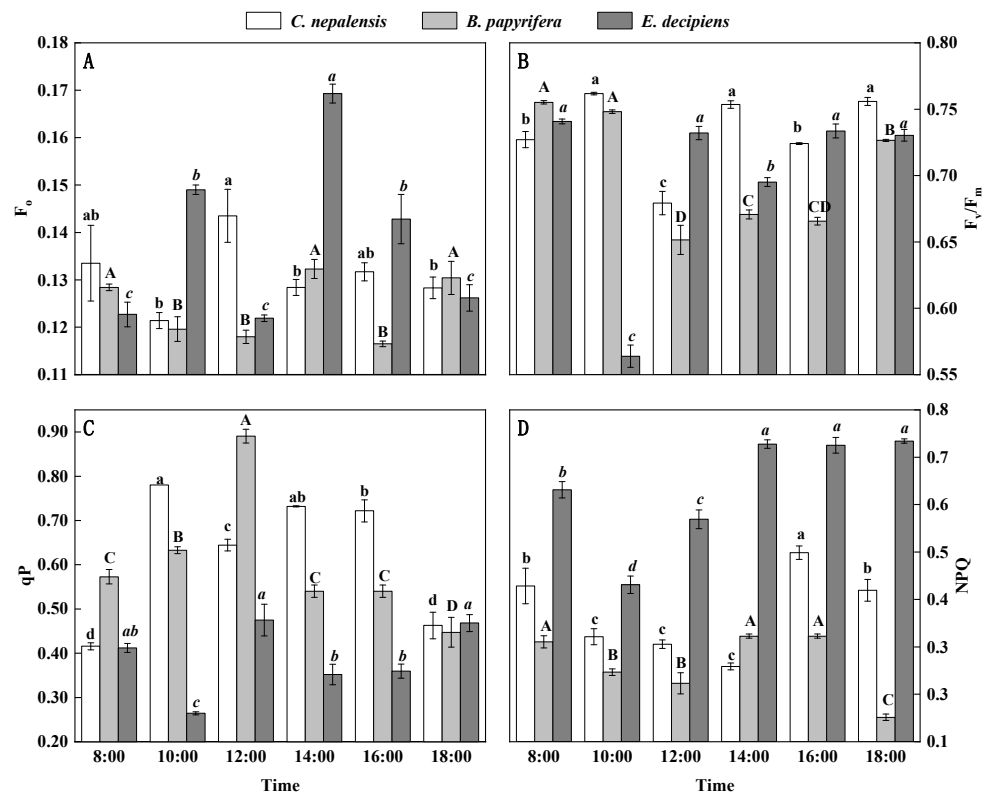 C. nepalensis B. papyrifera E. decipiens
A
0.18
0.17
0.16
0.15
0.14
0.13
0.12
0.11
Fo
ab A c
b B b
a B c
b A a
ab B b
b A c
B
0.80
0.75
0.70
0.65
0.60
0.55
Fv/Fm
b A a
a A c
c D a
a C b
b CD a
a B a
C
0.90
0.80
0.70
0.60
0.50
0.40
0.30
0.20
qP
d C ab
a B c
c A a
ab C b
b C b
d D a
8:00 10:00 12:00 14:00 16:00 18:00
Time
D
0.8
0.7
0.6
0.5
0.4
0.3
0.3
0.1
NPQ
b A b
c B d
c B c
c A a
a A a
b C a
8:00 10:00 12:00 14:00 16:00 18:00
Time